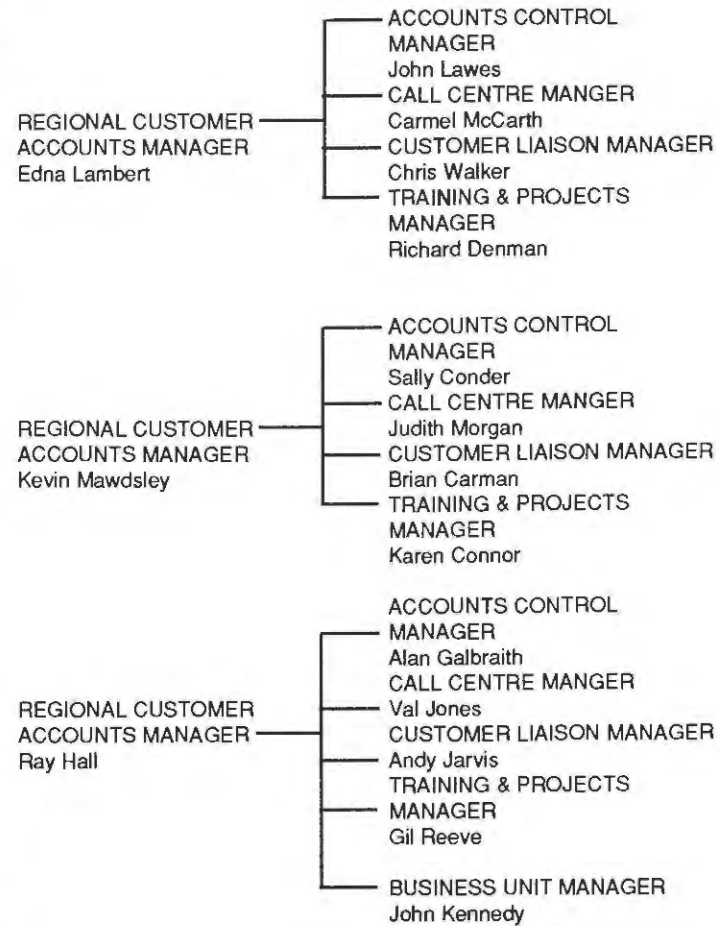 REGIONAL CUSTOMER
ACCOUNTS MANAGER
Edna Lambert
ACCOUNTS CONTROL
MANAGER
John Lawes
CALL CENTRE MANGER
Carmel McCarth
CUSTOMER LIAISON MANAGER
Chris Walker
TRAINING & PROJECTS
MANAGER
Richard Denman
REGIONAL CUSTOMER
ACCOUNTS MANAGER
Kevin Mawdsley
ACCOUNTS CONTROL
MANAGER
Sally Conder
CALL CENTRE MANGER
Judith Morgan
CUSTOMER LIAISON MANAGER
Brian Carman
TRAINING & PROJECTS
MANAGER
Karen Connor
REGIONAL CUSTOMER
ACCOUNTS MANAGER
Ray Hall
ACCOUNTS CONTROL
MANAGER
Alan Galbraith
CALL CENTRE MANGER
Val Jones
CUSTOMER LIAISON MANAGER
Andy Jarvis
TRAINING & PROJECTS
MANAGER
Gil Reeve
BUSINESS UNIT MANAGER
John Kennedy